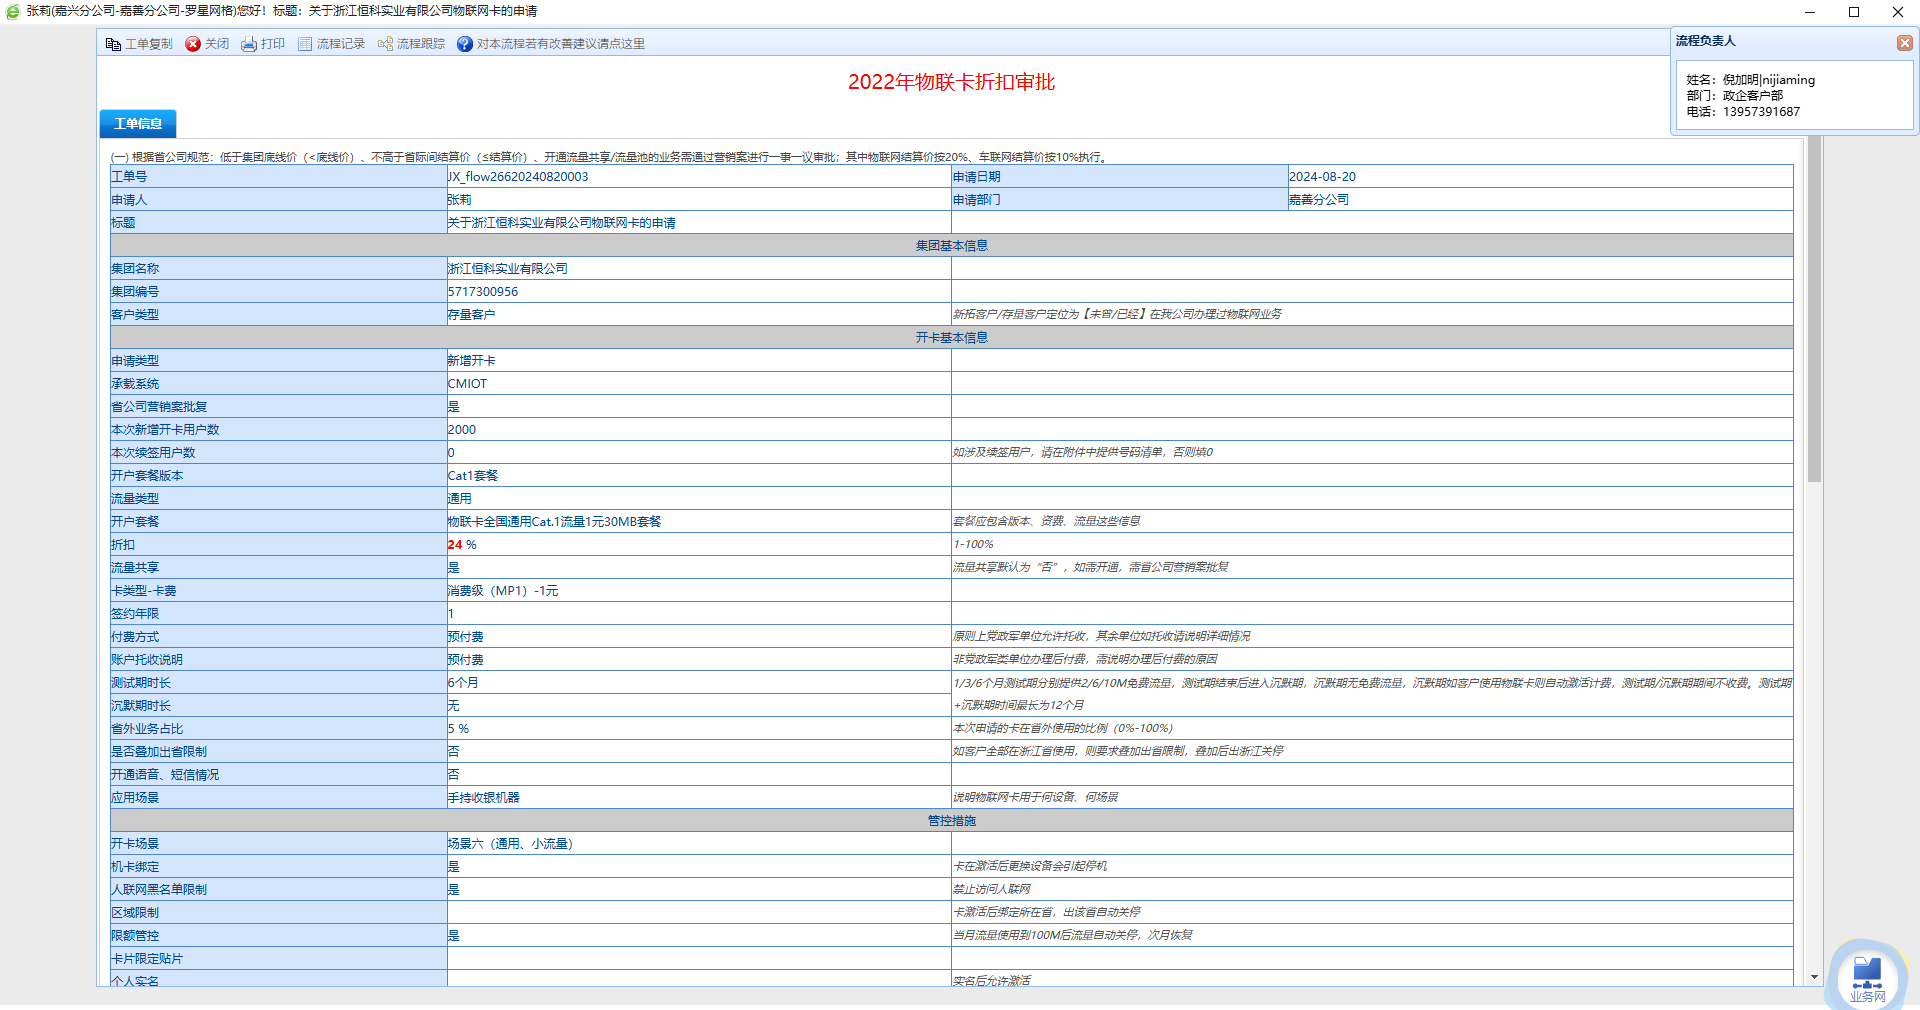 张莉(嘉兴分公司-嘉善分公司-罗星网格)您好！标题：关于浙江恒科实业有限公司物联网卡的申请
工单复制 关闭 打印 流程记录 流程跟踪 对本流程若有改善建议请点这里
流程负责人
姓名：倪加明|nijiaming
部门：政企客户部
电话：13957391687
2022年物联卡折扣审批
工单信息
(一) 根据省公司规范：低于集团底线价（<底线价）、不高于省际间结算价（≤结算价）、开通流量共享/流量池的业务需通过营销案进行一事一议审批；其中物联网结算价按20%、车联网结算价按10%执行。
工单号 JX_flow26620240820003 申请日期 2024-08-20
申请人 张莉 申请部门 嘉善分公司
标题 关于浙江恒科实业有限公司物联网卡的申请
集团基本信息
集团名称 浙江恒科实业有限公司
集团编号 5717300956
客户类型 存量客户 新拓客户/存量客户定位为【未曾/已经】在我公司办理过物联网业务
开卡基本信息
申请类型 新增开卡
承载系统 CMIOT
省公司营销案批复 是
本次新增开卡用户数 2000
本次续签用户数 0 如涉及续签用户，请在附件中提供号码清单，否则填0
开户套餐版本 Cat1套餐
流量类型 通用
开户套餐 物联卡全国通用Cat.1流量1元30MB套餐 套餐应包含版本、资费、流量这些信息
折扣 24 % 1-100%
流量共享 是 流量共享默认为“否”，如需开通，需省公司营销案批复
卡类型-卡费 消费级（MP1）-1元
签约年限 1
付费方式 预付费 原则上党政军单位允许托收，其余单位如托收请说明详细情况
账户托收说明 预付费 非党政军类单位办理后付费，需说明办理后付费的原因
测试期时长 6个月 1/3/6个月测试期分别提供2/6/10M免费流量，测试期结束后进入沉默期，沉默期无免费流量，沉默期如客户使用物联卡则自动激活计费，测试期/沉默期期间不收费。测试期
沉默期时长 无 +沉默期时间最长为12个月
省外业务占比 5 % 本次申请的卡在省外使用的比例（0%-100%）
是否叠加出省限制 否 如客户全部在浙江省使用，则要求叠加出省限制，叠加后出浙江关停
开通语音、短信情况 否
应用场景 手持收银机器 说明物联网卡用于何设备、何场景
管控措施
开卡场景 场景六（通用、小流量）
机卡绑定 是 卡在激活后更换设备会引起停机
人联网黑名单限制 是 禁止访问人联网
区域限制 卡激活后绑定所在省，出该省自动关停
限额管控 是 当月流量使用到100M后流量自动关停，次月恢复
卡片限定贴片
个人实名 实名后允许激活
业务网